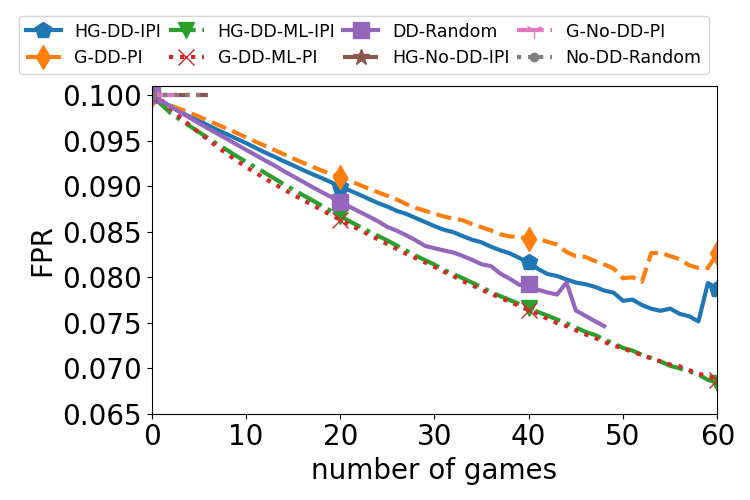 HG-DD-IPI HG-DD-ML-IPI DD-Random G-No-DD-PI
G-DD-PI G-DD-ML-PI HG-No-DD-IPI No-DD-Random
0.100
0.095
0.090
0.085
0.080
0.075
0.070
0.065
FPR
0 10 20 30 40 50 60
number of games